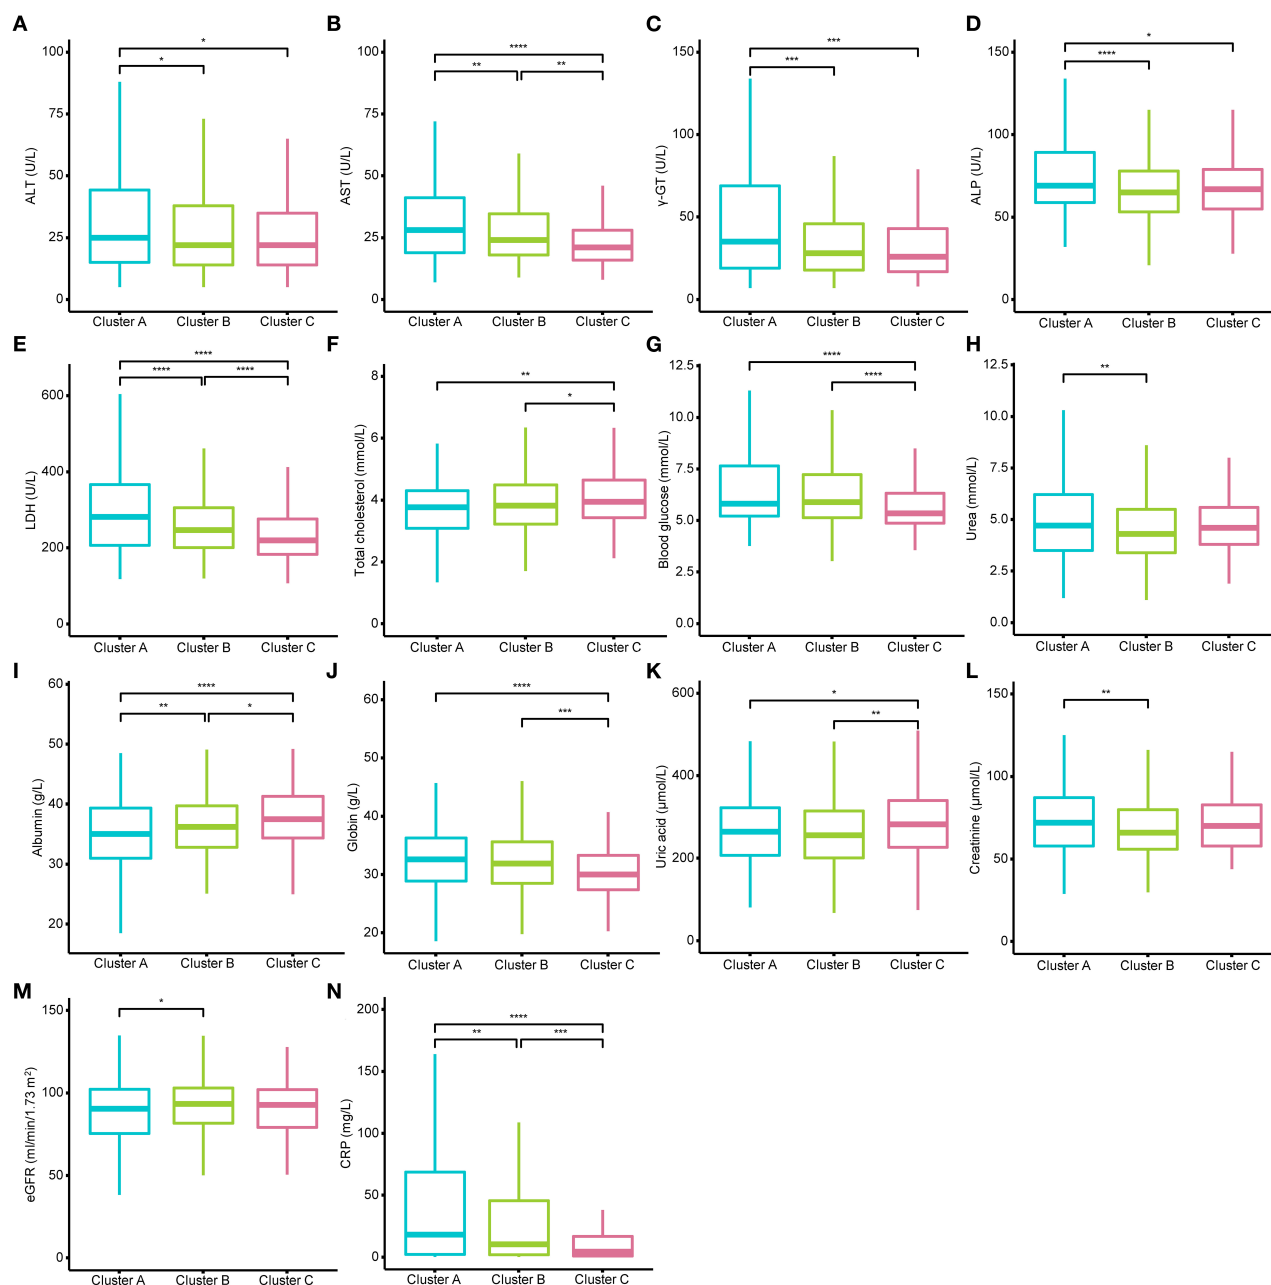 A
ALT (U/L)
100
75
50
25
0
*
*
Cluster A Cluster B Cluster C
B
AST (U/L)
100
75
50
25
0
****
** **
Cluster A Cluster B Cluster C
C
γ-GT (U/L)
150
100
50
0
***
***
Cluster A Cluster B Cluster C
D
ALP (U/L)
150
100
50
0
*
****
Cluster A Cluster B Cluster C
E
LDH (U/L)
600
400
200
0
****
**** ****
Cluster A Cluster B Cluster C
F
Total cholesterol (mmol/L)
8
6
4
2
0
**
*
Cluster A Cluster B Cluster C
G
Blood glucose (mmol/L)
12.5
10.0
7.5
5.0
2.5
0.0
****
****
Cluster A Cluster B Cluster C
H
Urea (mmol/L)
12.5
10.0
7.5
5.0
2.5
0.0
**
Cluster A Cluster B Cluster C
I
Albumin (g/L)
60
50
40
30
20
****
** *
Cluster A Cluster B Cluster C
J
Globin (g/L)
60
50
40
30
20
****
***
Cluster A Cluster B Cluster C
K
Uric acid (μmol/L)
600
400
200
0
*
**
Cluster A Cluster B Cluster C
L
Creatinine (μmol/L)
150
100
50
0
**
Cluster A Cluster B Cluster C
M
eGFR (ml/min/1.73 m²)
150
100
50
0
*
Cluster A Cluster B Cluster C
N
CRP (mg/L)
200
150
100
50
0
****
** ***
Cluster A Cluster B Cluster C